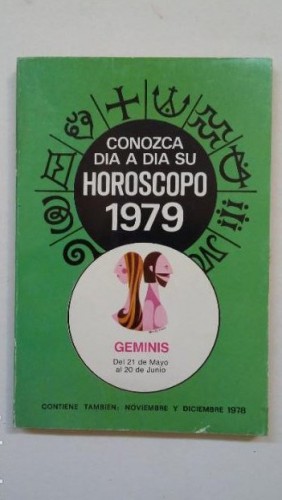 CONOZCA
DIA A DIA SU
HOROSCOPO
1979
GEMINIS
Del 21 de Mayo
al 20 de Junio
CONTIENE TAMBIEN: NOVIEMBRE Y DICIEMBRE 1978